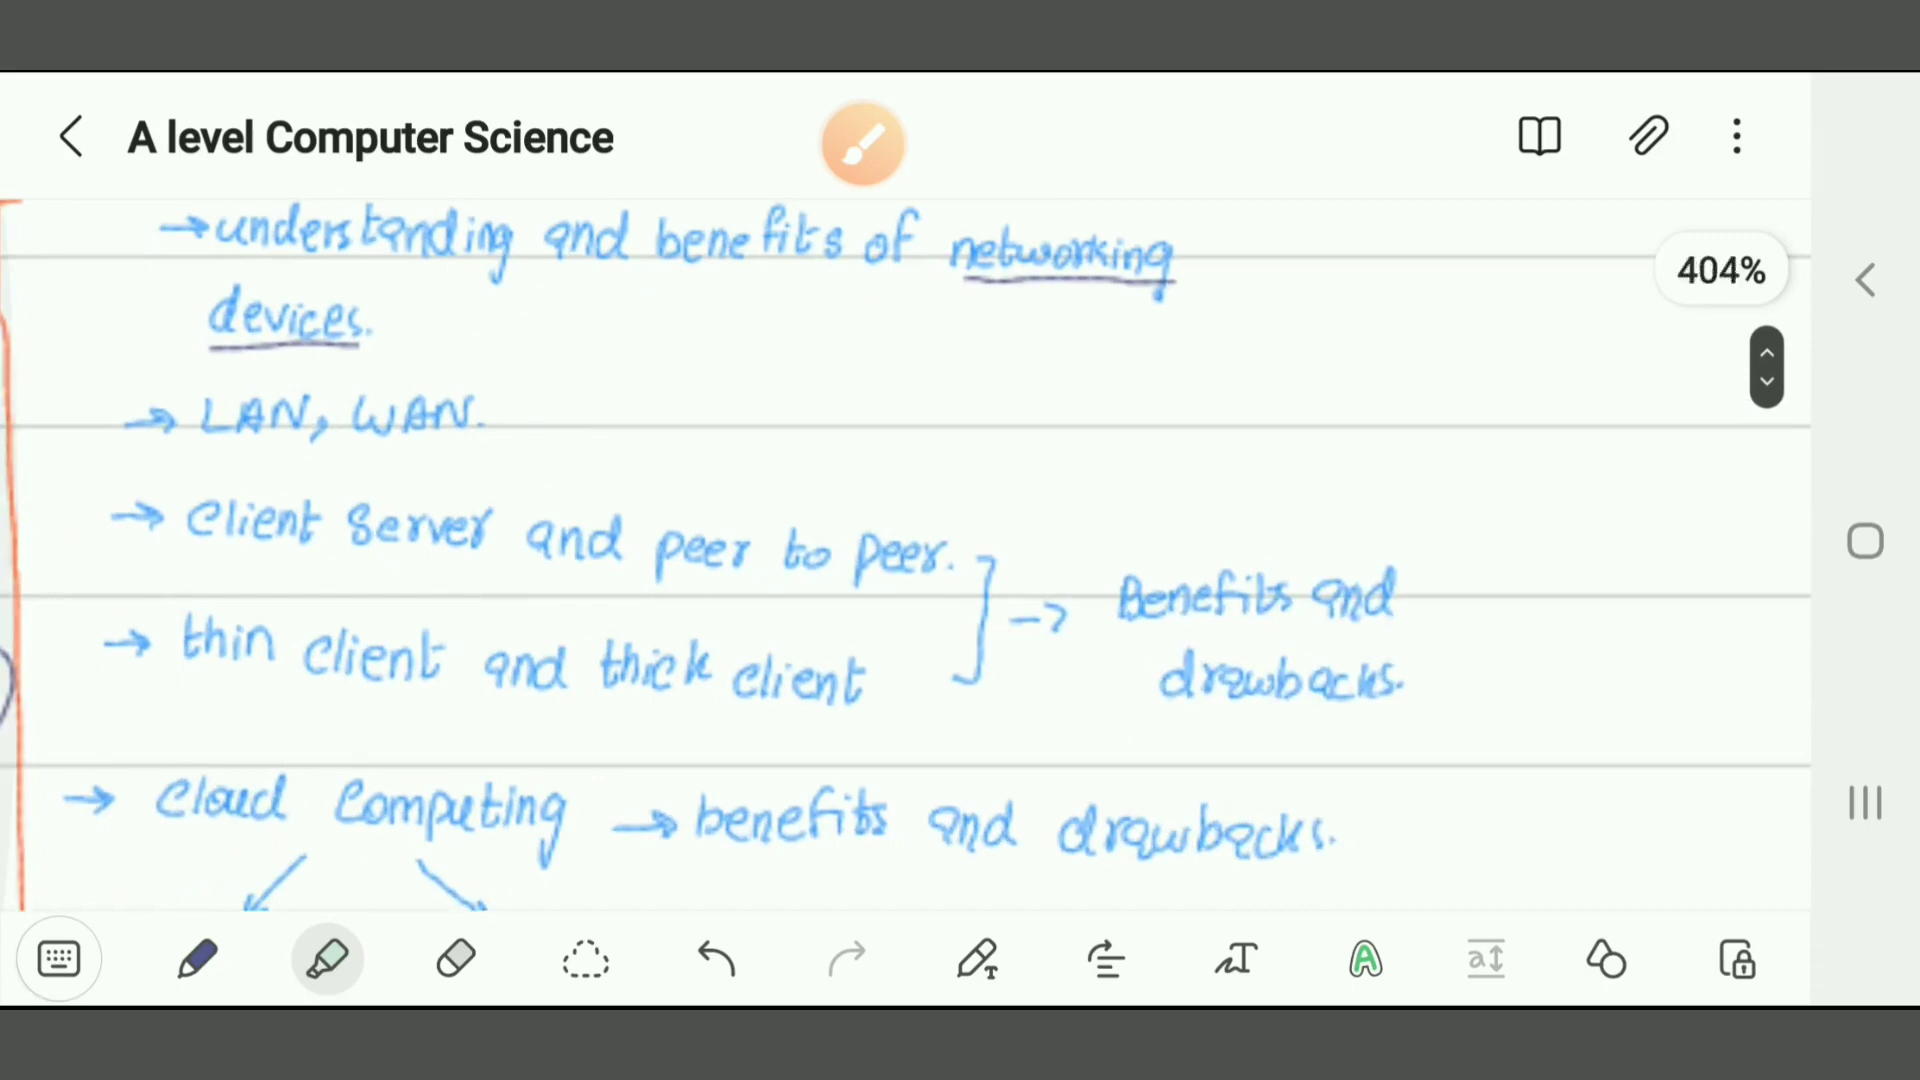 A level Computer Science
→ understanding and benefits of networking
404%
devices.
→ LAN, WAN.
→ Client Server and peer to peer.
→ Benefits and
→ thin client and thick client
drawbacks.
→ Cloud Computing → benefits and drawbacks.